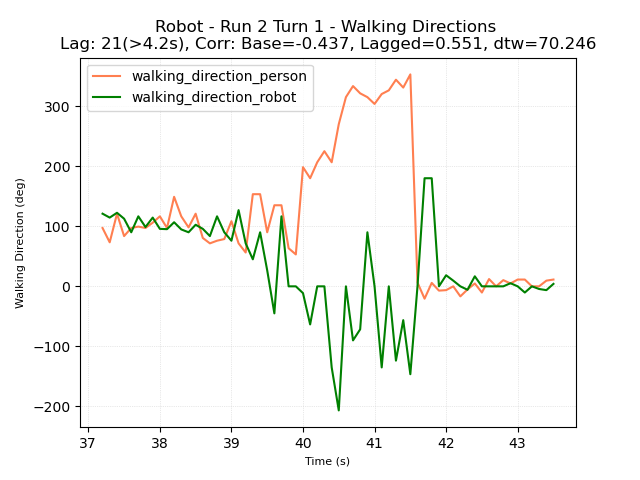 Robot - Run 2 Turn 1 - Walking Directions
Lag: 21(>4.2s), Corr: Base=-0.437, Lagged=0.551, dtw=70.246
walking_direction_person
walking_direction_robot
300
200
100
0
−100
−200
Walking Direction (deg)
37 38 39 40 41 42 43
Time (s)